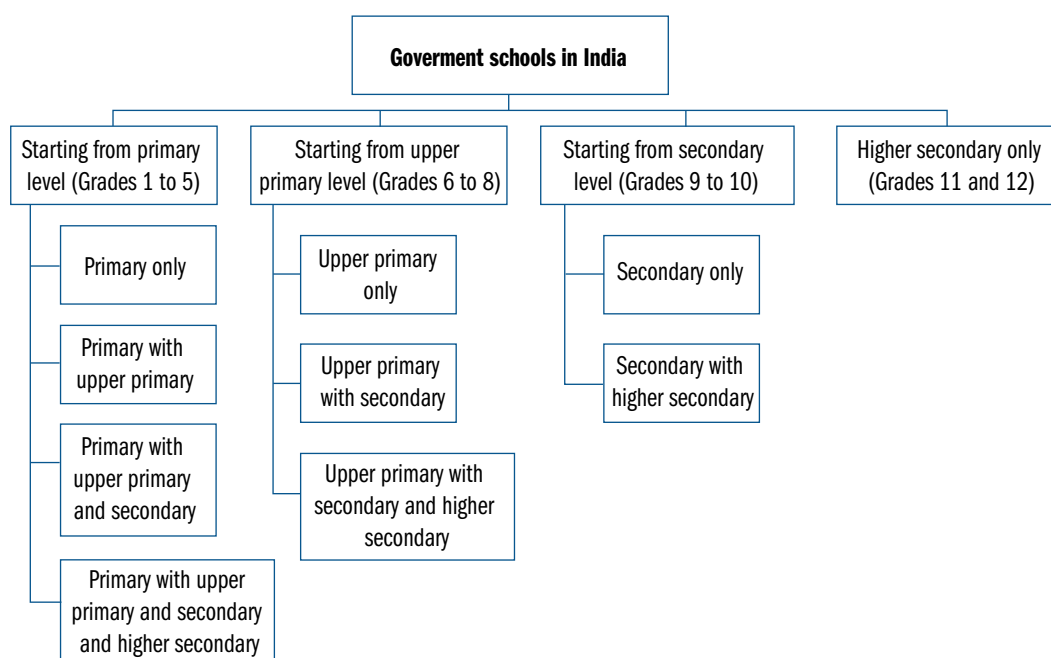 Goverment schools in India
Starting from primary
level (Grades 1 to 5)
Starting from upper
primary level (Grades 6 to 8)
Starting from secondary
level (Grades 9 to 10)
Higher secondary only
(Grades 11 and 12)
Primary only
Primary with
upper primary
Primary with
upper primary
and secondary
Primary with upper
primary and secondary
and higher secondary
Upper primary
only
Upper primary
with secondary
Upper primary with
secondary and higher
secondary
Secondary only
Secondary with
higher secondary